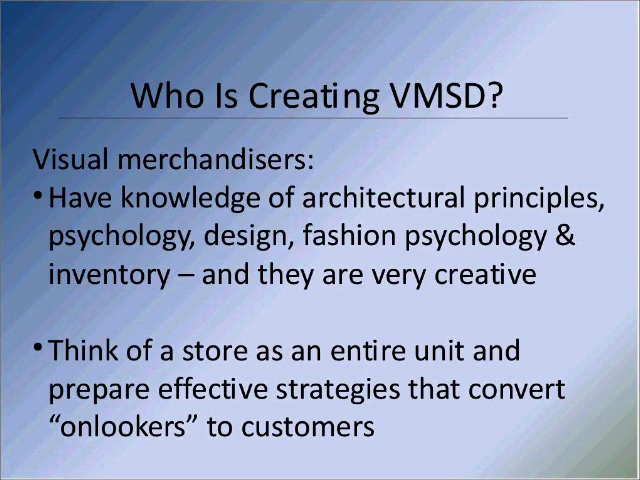 Who Is Creating VMSD?
Visual merchandisers:
• Have knowledge of architectural principles,
psychology, design, fashion psychology &
inventory – and they are very creative
• Think of a store as an entire unit and
prepare effective strategies that convert
“onlookers” to customers